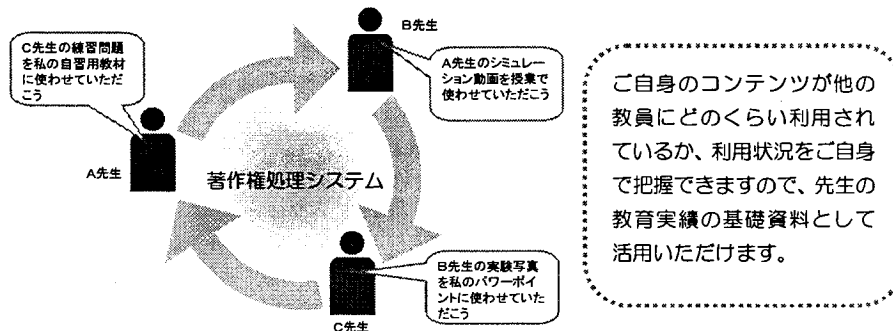 B先生
C先生の練習問題
を私の自習用教材
に使わせていただ
こう
A先生のシミュレー
ション動画を授業で
使わせていただこう
A先生
著作権処理システム
B先生の実験写真
を私のパワーポイ
ントに使わせていた
だこう
C先生
ご自身のコンテンツが他の
教員にどのくらい利用され
ているか、利用状況をご自身
で把握できますので、先生の
教育実績の基礎資料として
活用いただけます。